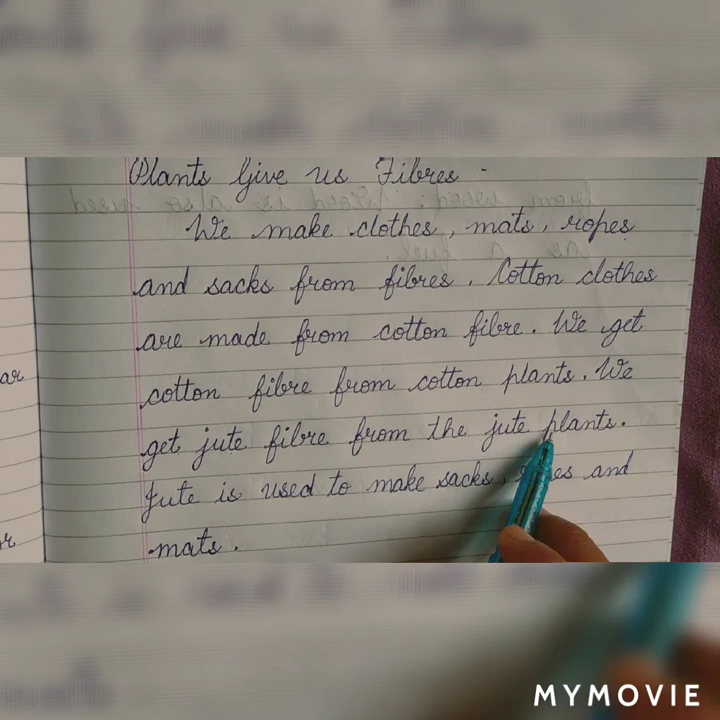 Plants Give us Fibres -
We make clothes, mats, ropes
and sacks from fibres. Cotton clothes
are made from cotton fibre. We get
cotton fibre from cotton plants. We
get jute fibre from the jute plants.
Jute is used to make sacks, and
mats.
ar
MYMOVIE